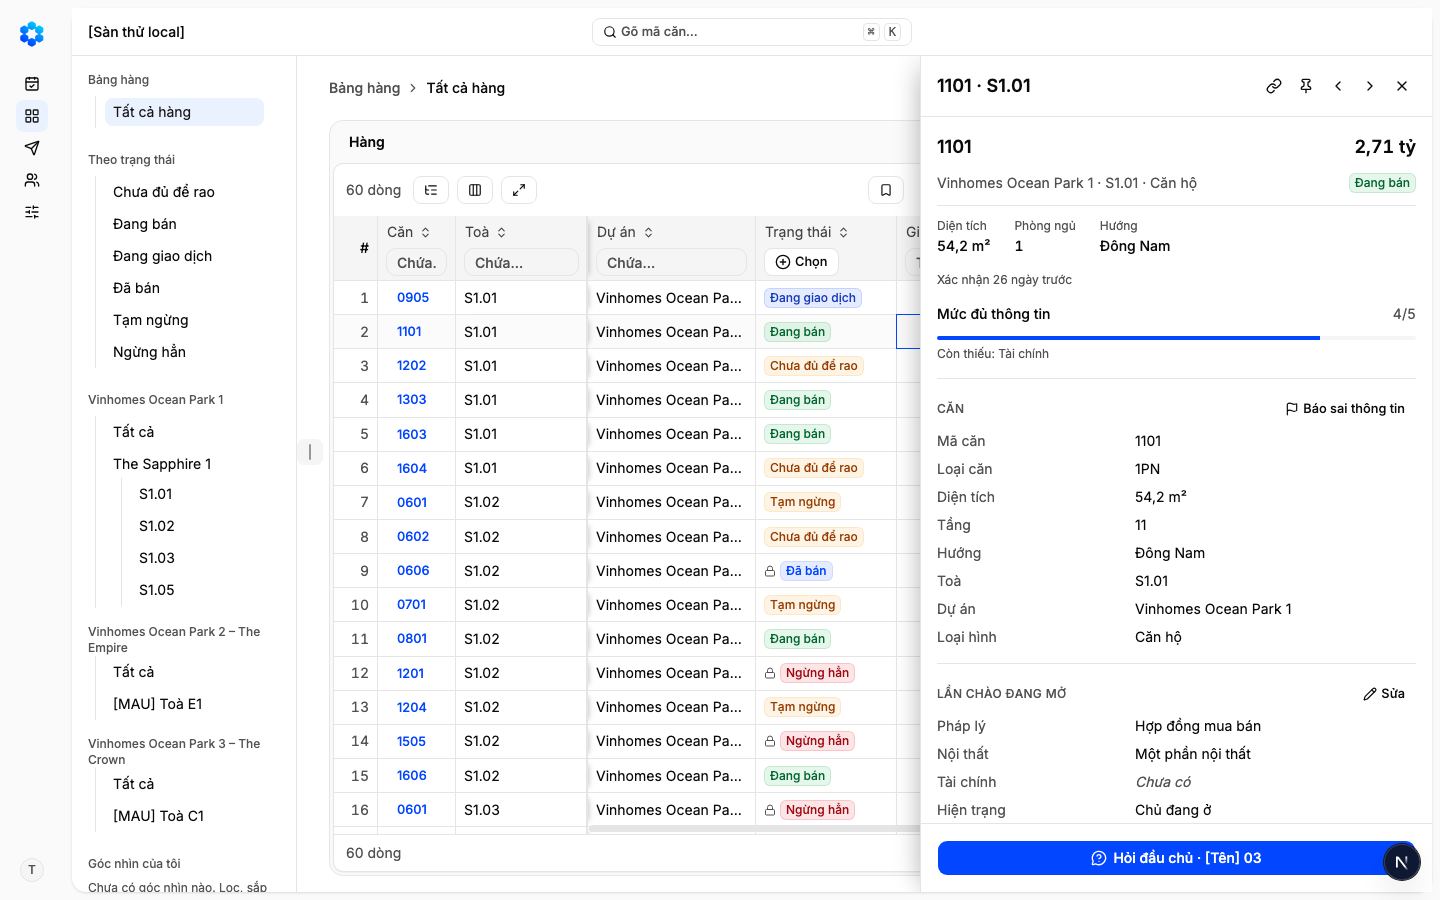 [Sàn thử local]
Gõ mã căn...
⌘ K
Bảng hàng
Tất cả hàng
Theo trạng thái
Chưa đủ để rao
Đang bán
Đang giao dịch
Đã bán
Tạm ngừng
Ngừng hẳn
Vinhomes Ocean Park 1
Tất cả
The Sapphire 1
S1.01
S1.02
S1.03
S1.05
Vinhomes Ocean Park 2 – The
Empire
Tất cả
[MAU] Toà E1
Vinhomes Ocean Park 3 – The
Crown
Tất cả
[MAU] Toà C1
Góc nhìn của tôi
Chưa có góc nhìn nào. Lọc, sắp
T
Bảng hàng > Tất cả hàng
Hàng
60 dòng
# Căn Toà Dự án Trạng thái Gi
Chứa. Chứa... Chứa... Chọn T
1 0905 S1.01 Vinhomes Ocean Pa... Đang giao dịch
2 1101 S1.01 Vinhomes Ocean Pa... Đang bán
3 1202 S1.01 Vinhomes Ocean Pa... Chưa đủ để rao
4 1303 S1.01 Vinhomes Ocean Pa... Đang bán
5 1603 S1.01 Vinhomes Ocean Pa... Đang bán
6 1604 S1.01 Vinhomes Ocean Pa... Chưa đủ để rao
7 0601 S1.02 Vinhomes Ocean Pa... Tạm ngừng
8 0602 S1.02 Vinhomes Ocean Pa... Chưa đủ để rao
9 0606 S1.02 Vinhomes Ocean Pa... Đã bán
10 0701 S1.02 Vinhomes Ocean Pa... Tạm ngừng
11 0801 S1.02 Vinhomes Ocean Pa... Đang bán
12 1201 S1.02 Vinhomes Ocean Pa... Ngừng hẳn
13 1204 S1.02 Vinhomes Ocean Pa... Tạm ngừng
14 1505 S1.02 Vinhomes Ocean Pa... Ngừng hẳn
15 1606 S1.02 Vinhomes Ocean Pa... Đang bán
16 0601 S1.03 Vinhomes Ocean Pa... Ngừng hẳn
60 dòng
1101 · S1.01
1101 2,71 tỷ
Vinhomes Ocean Park 1 · S1.01 · Căn hộ Đang bán
Diện tích Phòng ngủ Hướng
54,2 m² 1 Đông Nam
Xác nhận 26 ngày trước
Mức đủ thông tin 4/5
Còn thiếu: Tài chính
CĂN Báo sai thông tin
Mã căn 1101
Loại căn 1PN
Diện tích 54,2 m²
Tầng 11
Hướng Đông Nam
Toà S1.01
Dự án Vinhomes Ocean Park 1
Loại hình Căn hộ
LẦN CHÀO ĐANG MỞ Sửa
Pháp lý Hợp đồng mua bán
Nội thất Một phần nội thất
Tài chính Chưa có
Hiện trạng Chủ đang ở
Hỏi đầu chủ · [Tên] 03
N